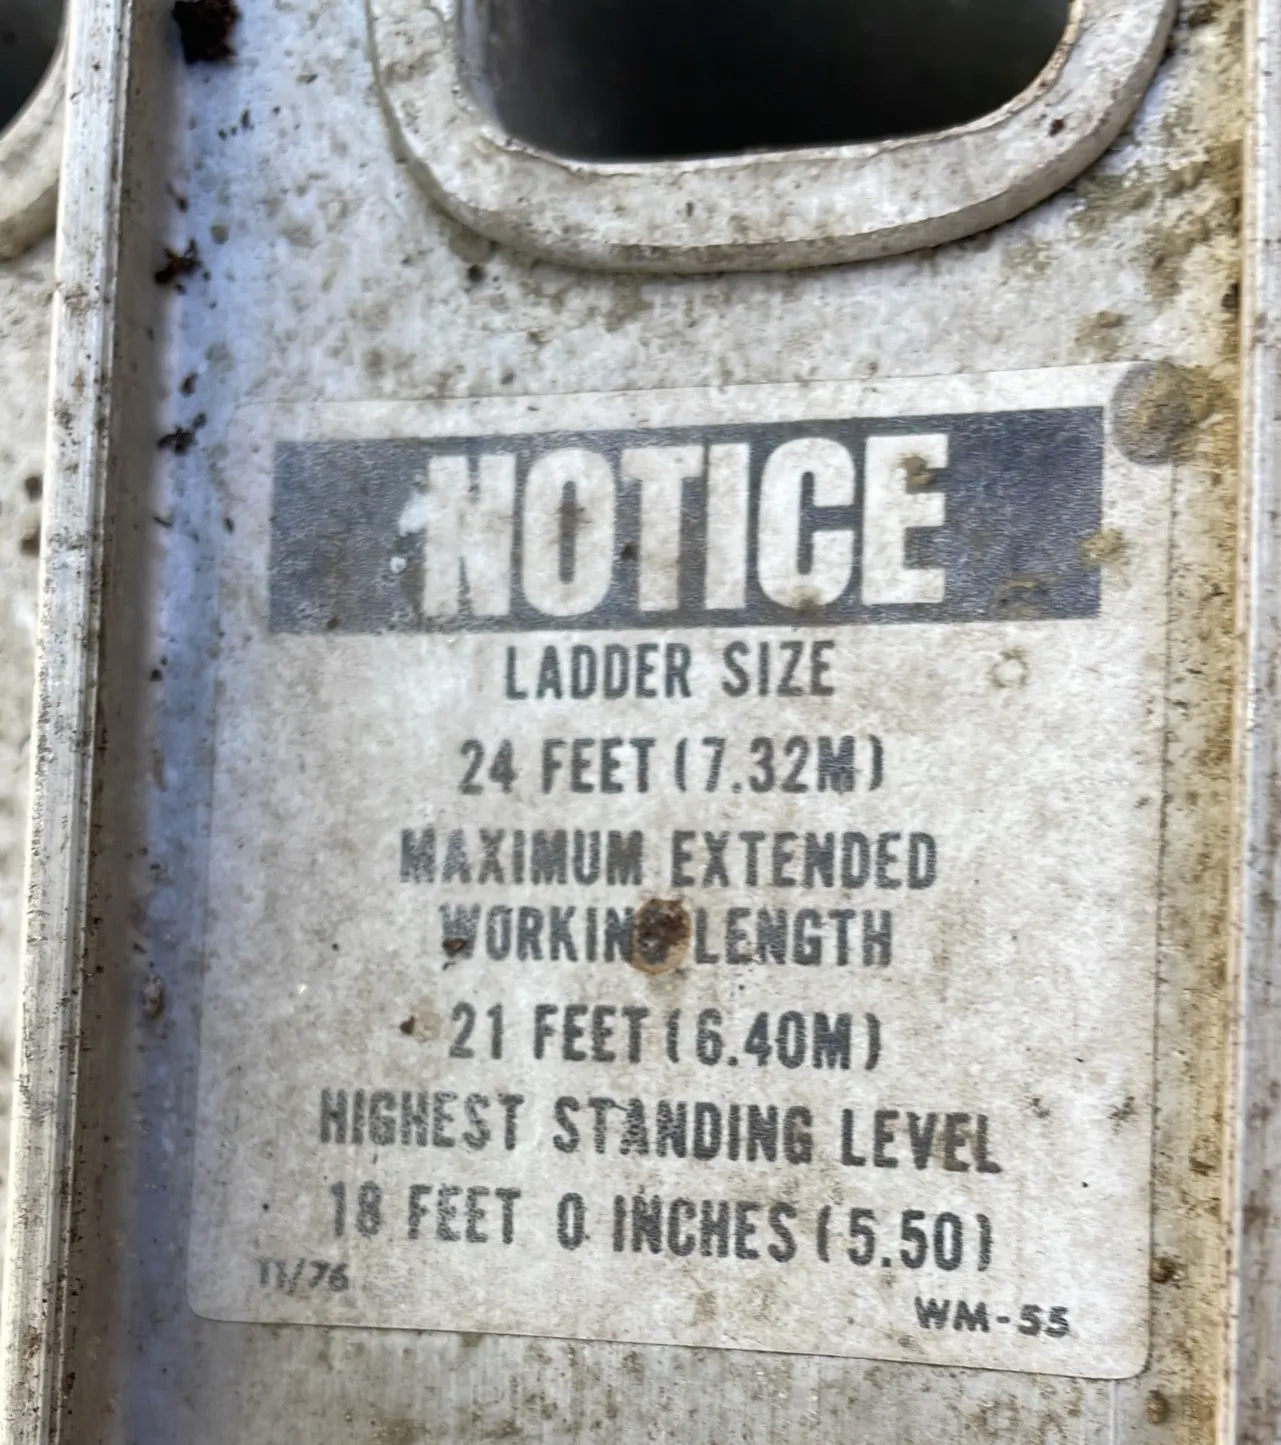 NOTICE
LADDER SIZE
24 FEET (7.32M)
MAXIMUM EXTENDED
WORKING LENGTH
21 FEET (6.40M)
HIGHEST STANDING LEVEL
18 FEET 0 INCHES (5.50)
11/76
WM-55